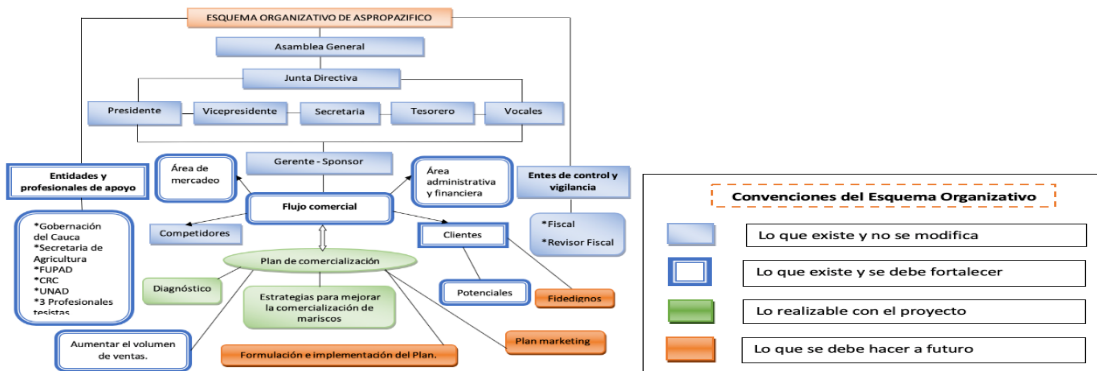 ESQUEMA ORGANIZATIVO DE ASPROPAZIFICO
Asamblea General
Junta Directiva
Presidente
Vicepresidente
Secretaria
Tesorero
Vocales
Gerente - Sponsor
Entidades y
profesionales de apoyo
Área de
mercadeo
Área
administrativa
y financiera
Entes de control y
vigilancia
Flujo comercial
*Gobernación
del Cauca
*Secretaria de
Agricultura
*FUPAD
*CRC
*UNAD
*3 Profesionales
tesistas
Competidores
Clientes
*Fiscal
*Revisor Fiscal
Plan de comercialización
Diagnóstico
Estrategias para mejorar
la comercialización de
mariscos
Potenciales
Fidedignos
Aumentar el volumen
de ventas.
Formulación e implementación del Plan.
Plan marketing
Convenciones del Esquema Organizativo
Lo que existe y no se modifica
Lo que existe y se debe fortalecer
Lo realizable con el proyecto
Lo que se debe hacer a futuro